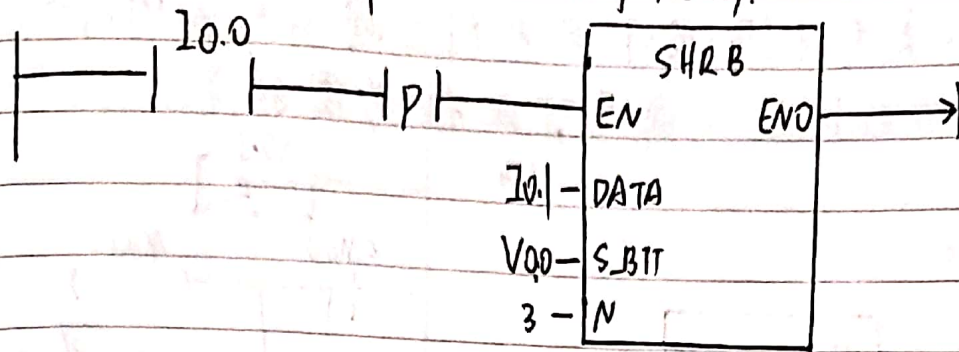 I0.0
SHRB
P
EN ENO
I0.1 DATA
V0.0 S_BIT
3 N